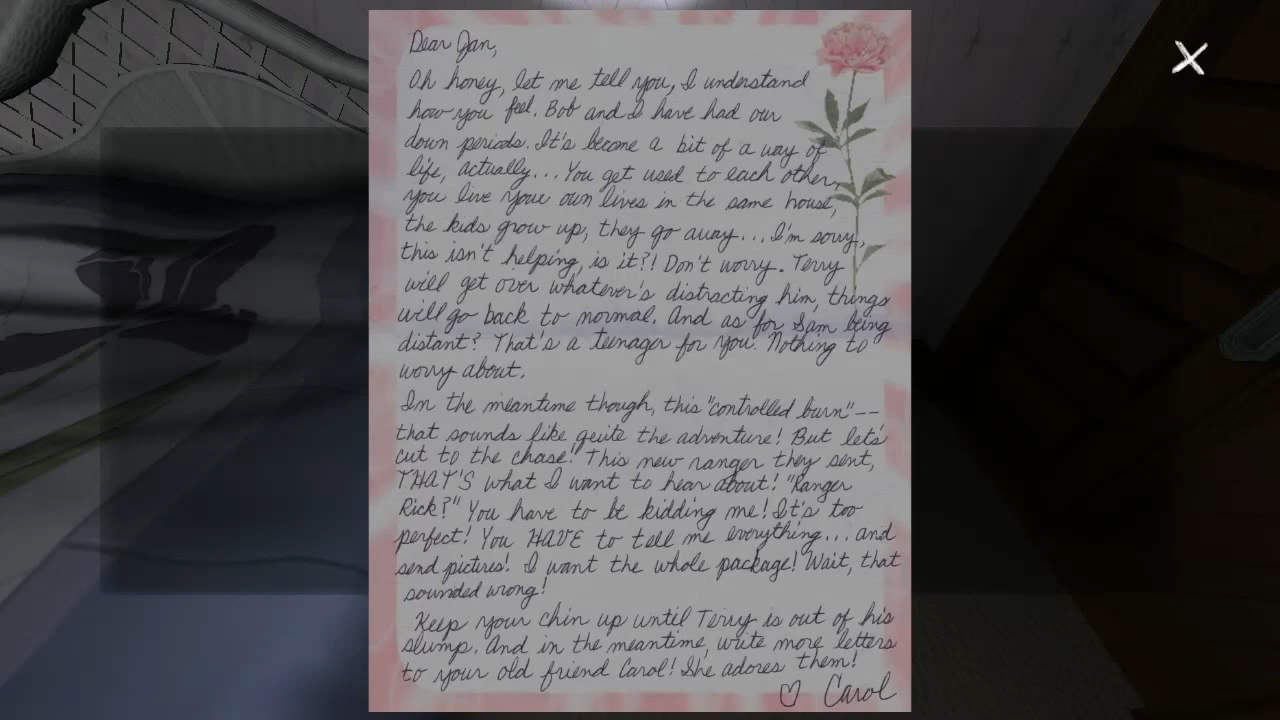 Dear Jan,
Oh honey, let me tell you, I understand
how you feel. Bob and I have had our
down periods. It's become a bit of a way of
life, actually... You get used to each other,
you live your own lives in the same house,
the kids grow up, they go away... I'm sorry,
this isn't helping, is it?! Don't worry. Terry
will get over whatever's distracting him, things
will go back to normal. And as for Sam being
distant? That's a teenager for you. Nothing to
worry about.
In the meantime though, this "controlled burn"--
that sounds like quite the adventure! But let's
cut to the chase! This new ranger they sent,
THAT'S what I want to hear about! "Ranger
Rick?" You have to be kidding me! It's too
perfect! You HAVE to tell me everything... and
send pictures! I want the whole package! Wait, that
sounded wrong!
Keep your chin up until Terry is out of his
slump. And in the meantime, write more letters
to your old friend Carol! She adores them!
♡ Carol